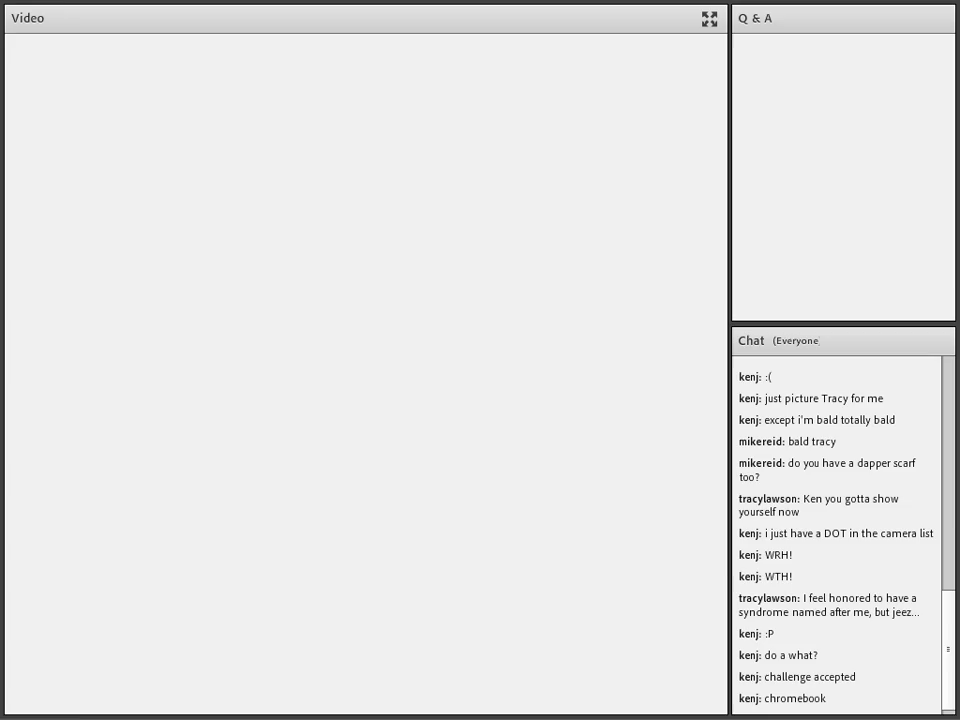 Video
Q & A
Chat (Everyone)
kenj: :(
kenj: just picture Tracy for me
kenj: except i'm bald totally bald
mikereid: bald tracy
mikereid: do you have a dapper scarf
too?
tracylawson: Ken you gotta show
yourself now
kenj: i just have a DOT in the camera list
kenj: WRH!
kenj: WTH!
tracylawson: I feel honored to have a
syndrome named after me, but jeez...
kenj: :P
kenj: do a what?
kenj: challenge accepted
kenj: chromebook